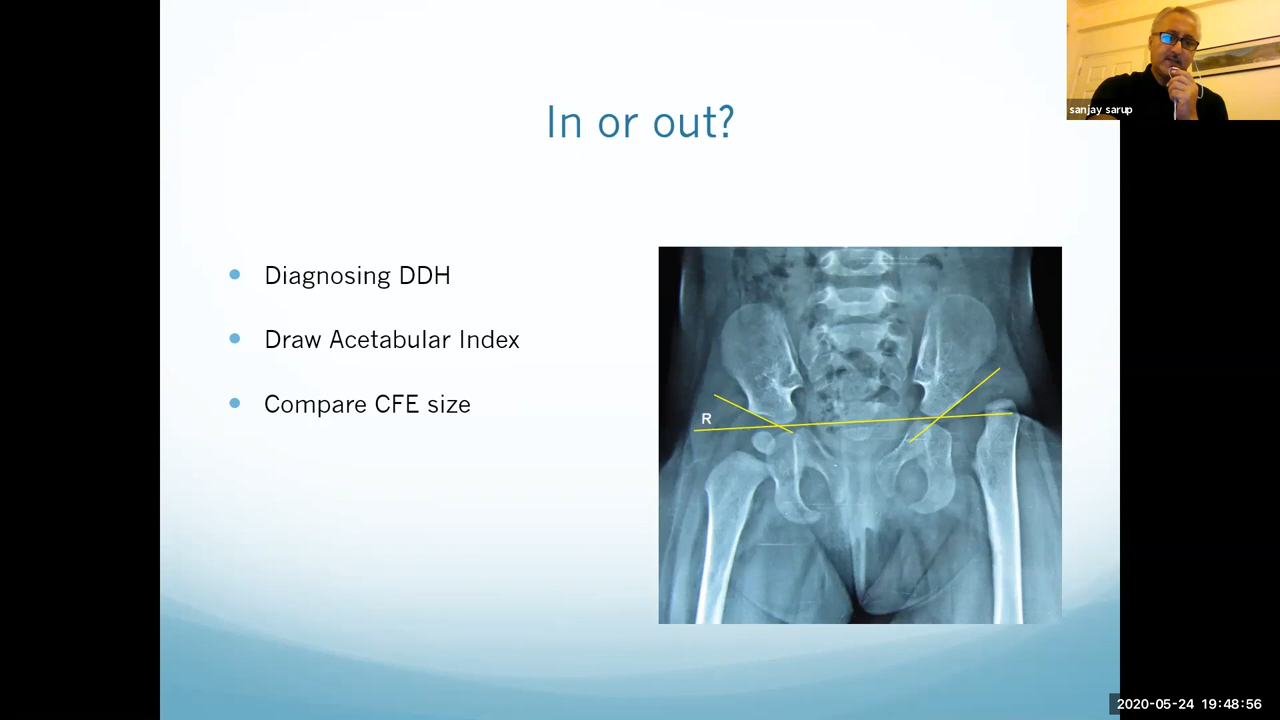 sanjay sarup
In or out?
Diagnosing DDH
Draw Acetabular Index
Compare CFE size
R
2020-05-24 19:48:56